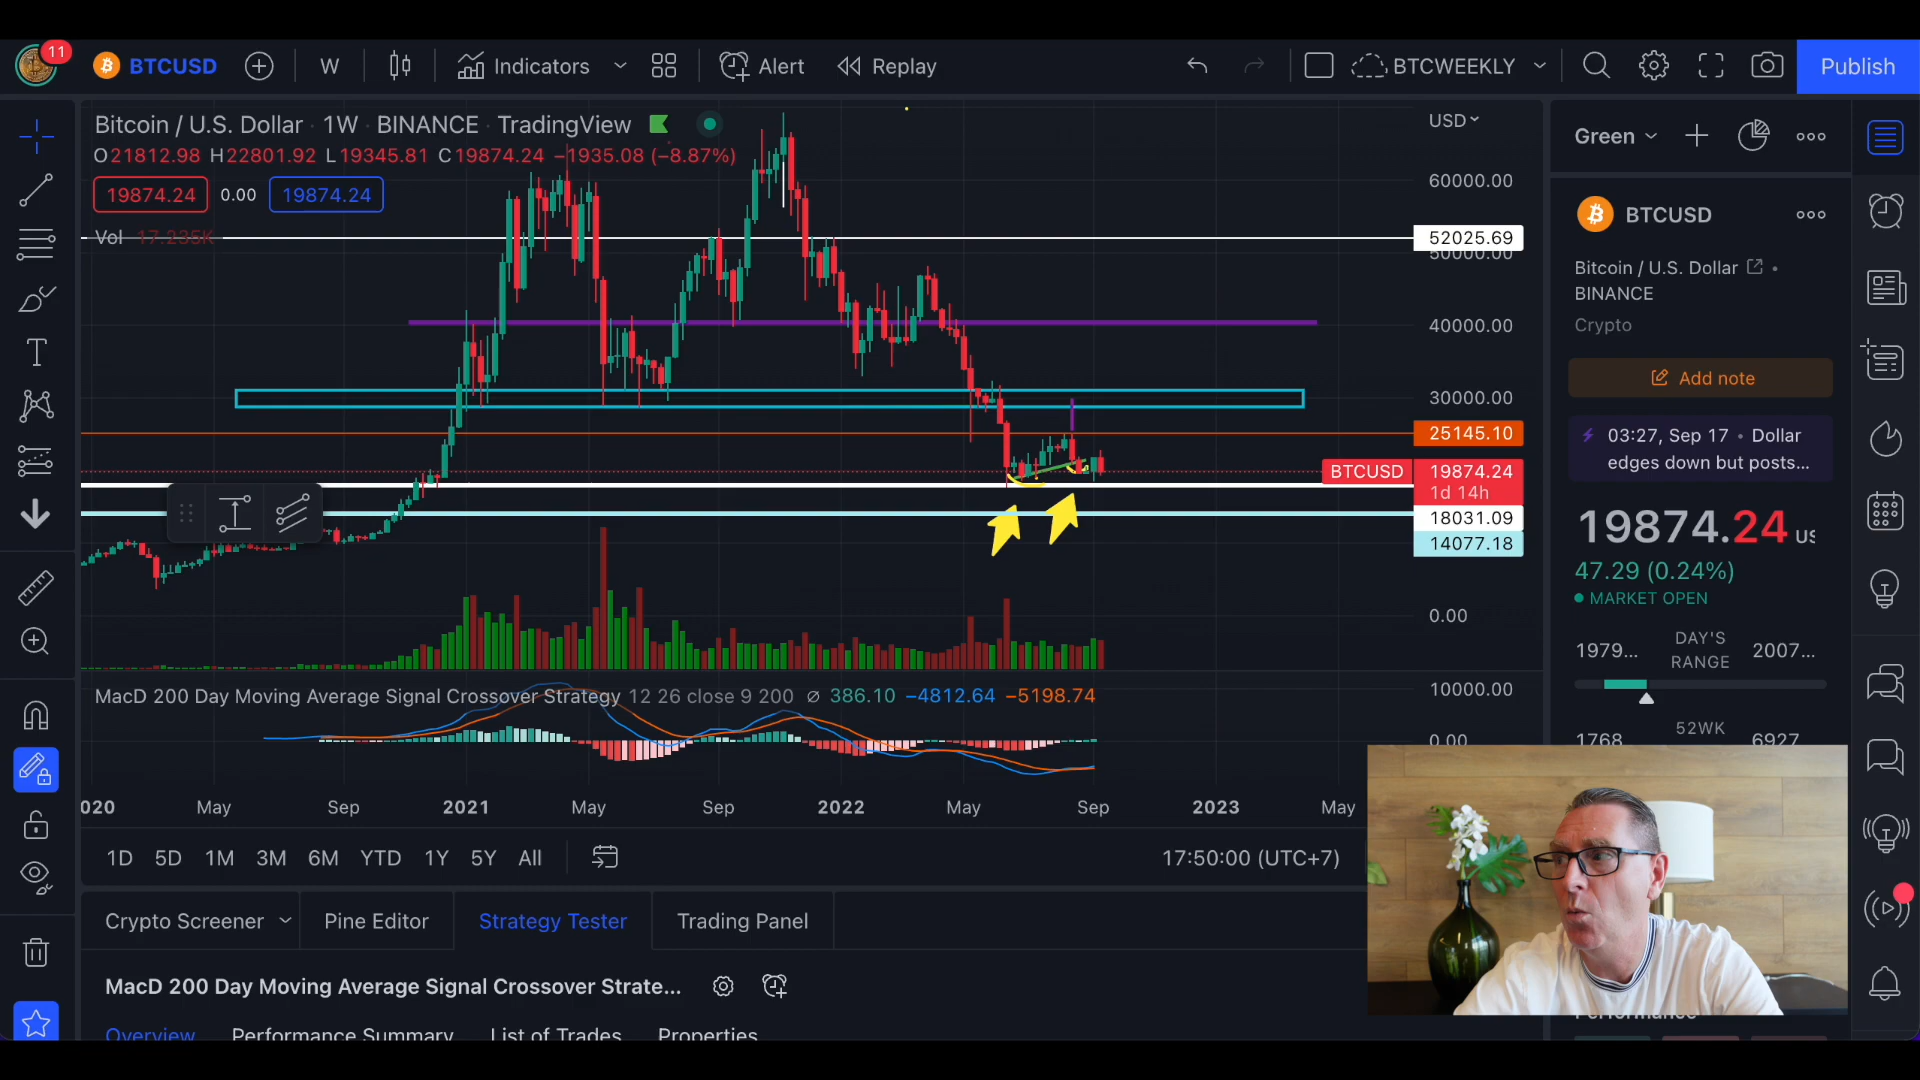 11
BTCUSD
W
Indicators
Alert
Replay
BTCWEEKLY
Publish
Bitcoin / U.S. Dollar · 1W · BINANCE · TradingView
O21812.98 H22801.92 L19345.81 C19874.24 −1935.08 (−8.87%)
19874.24 0.00 19874.24
Vol 17.235K
USD
60000.00
52025.69
50000.00
40000.00
30000.00
25145.10
BTCUSD 19874.24
1d 14h
18031.09
14077.18
0.00
MacD 200 Day Moving Average Signal Crossover Strategy 12 26 close 9 200 ∅ 386.10 −4812.64 −5198.74
10000.00
0.00
020 May Sep 2021 May Sep 2022 May Sep 2023 May
1D 5D 1M 3M 6M YTD 1Y 5Y All
17:50:00 (UTC+7)
Crypto Screener
Pine Editor
Strategy Tester
Trading Panel
MacD 200 Day Moving Average Signal Crossover Strate...
Overview Performance Summary List of Trades Properties
Green
BTCUSD
Bitcoin / U.S. Dollar •
BINANCE
Crypto
Add note
03:27, Sep 17 • Dollar
edges down but posts...
19874.24 US
47.29 (0.24%)
MARKET OPEN
1979... DAY'S RANGE 2007...
1768 52WK 6927